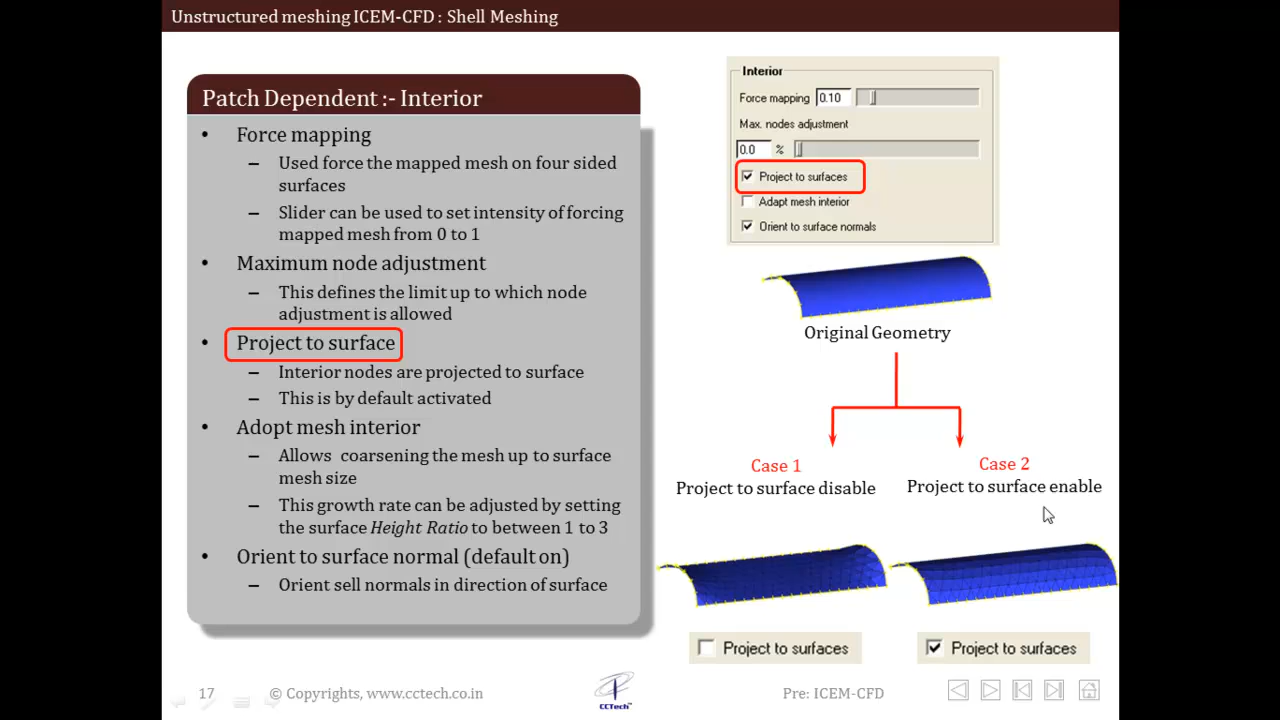 Unstructured meshing ICEM-CFD : Shell Meshing
Patch Dependent :- Interior
• Force mapping
– Used force the mapped mesh on four sided
surfaces
– Slider can be used to set intensity of forcing
mapped mesh from 0 to 1
• Maximum node adjustment
– This defines the limit up to which node
adjustment is allowed
• Project to surface
– Interior nodes are projected to surface
– This is by default activated
• Adopt mesh interior
– Allows coarsening the mesh up to surface
mesh size
– This growth rate can be adjusted by setting
the surface Height Ratio to between 1 to 3
• Orient to surface normal (default on)
– Orient sell normals in direction of surface
Interior
Force mapping 0.10
Max. nodes adjustment
0.0 %
Project to surfaces
Adapt mesh interior
Orient to surface normals
Original Geometry
Case 1
Project to surface disable
Case 2
Project to surface enable
Project to surfaces
Project to surfaces
17
© Copyrights, www.cctech.co.in
CCTech™
Pre: ICEM-CFD